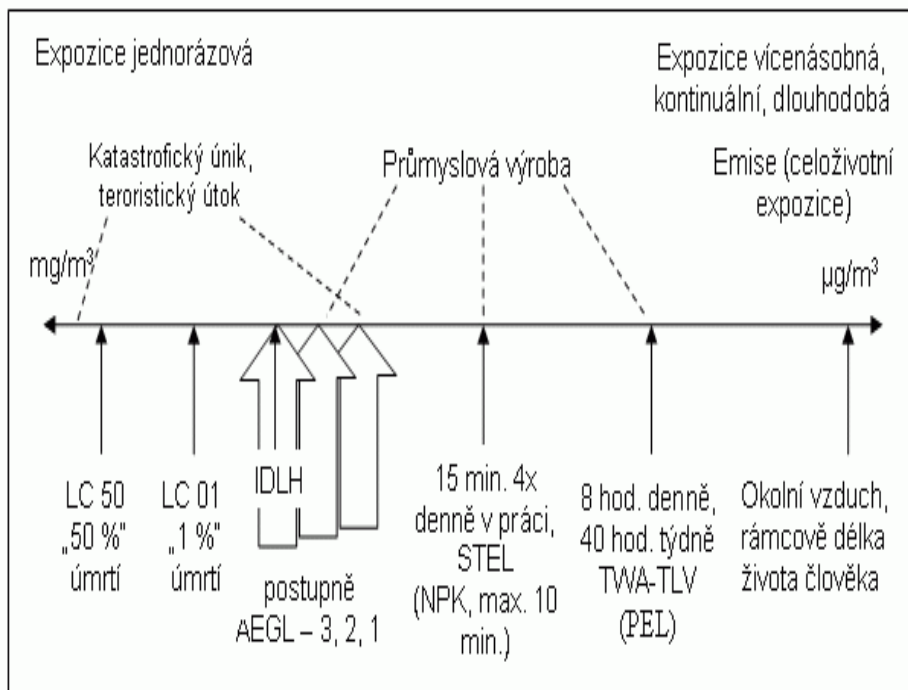 Expozice jednorázová
Expozice vícenásobná,
kontinuální, dlouhodobá
Katastrofický únik,
teroristický útok
Průmyslová výroba
Emise (celoživotní
expozice)
mg/m³
µg/m³
LC 50
„50 %"
úmrtí
LC 01
„1 %"
úmrtí
IDLH
postupně
AEGL – 3, 2, 1
15 min. 4x
denně v práci,
STEL
(NPK, max. 10
min.)
8 hod. denně,
40 hod. týdně
TWA-TLV
(PEL)
Okolní vzduch,
rámcově délka
života člověka